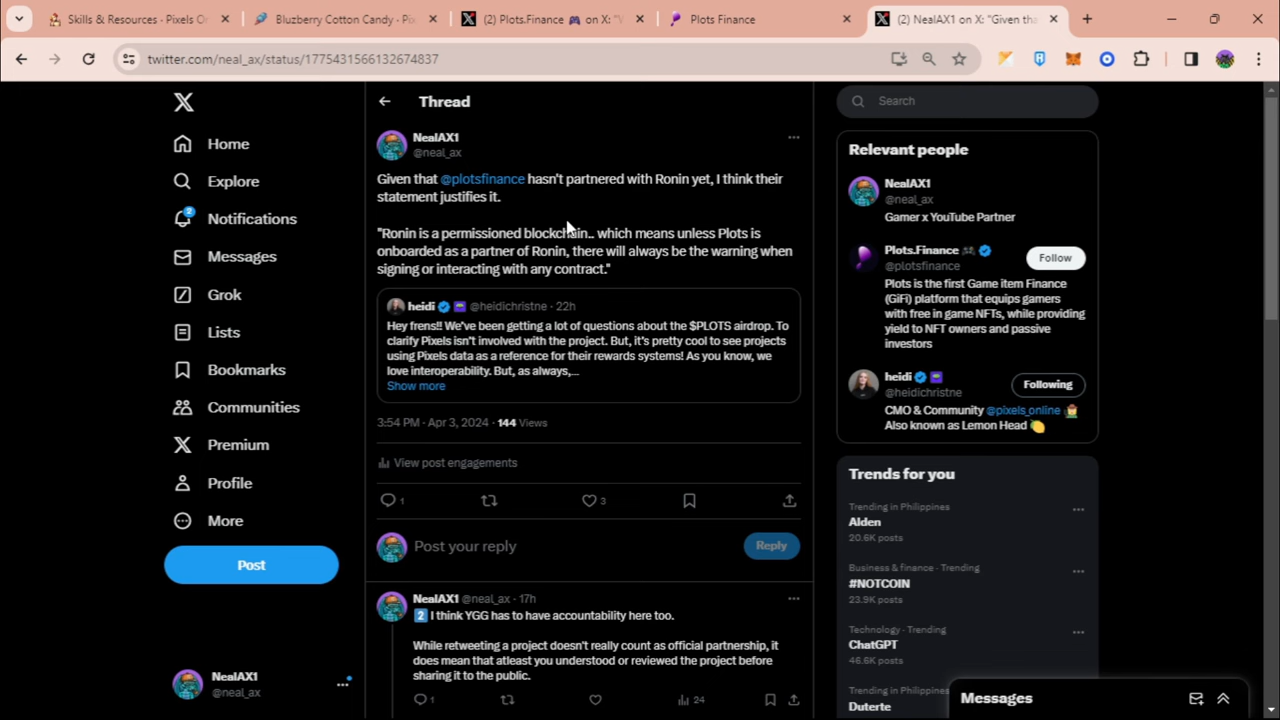 Skills & Resources - Pixels O
Bluzberry Cotton Candy - Pix
(2) Plots.Finance 🎮 on X: "V
Plots Finance
(2) NealAX1 on X: "Given tha
twitter.com/neal_ax/status/1775431566132674837
Home
Explore
2
Notifications
Messages
Grok
Lists
Bookmarks
Communities
Premium
Profile
More
Post
NealAX1
@neal_ax
Thread
NealAX1
@neal_ax
Given that @plotsfinance hasn't partnered with Ronin yet, I think their
statement justifies it.
"Ronin is a permissioned blockchain.. which means unless Plots is
onboarded as a partner of Ronin, there will always be the warning when
signing or interacting with any contract."
heidi @heidichristne · 22h
Hey frens!! We've been getting a lot of questions about the $PLOTS airdrop. To
clarify Pixels isn't involved with the project. But, it's pretty cool to see projects
using Pixels data as a reference for their rewards systems! As you know, we
love interoperability. But, as always,...
Show more
3:54 PM · Apr 3, 2024 · 144 Views
View post engagements
1
3
Post your reply
Reply
NealAX1 @neal_ax · 17h
2 I think YGG has to have accountability here too.
While retweeting a project doesn't really count as official partnership, it
does mean that atleast you understood or reviewed the project before
sharing it to the public.
1
24
Search
Relevant people
NealAX1
@neal_ax
Gamer x YouTube Partner
Plots.Finance
@plotsfinance
Follow
Plots is the first Game item Finance
(GiFi) platform that equips gamers
with free in game NFTs, while providing
yield to NFT owners and passive
investors
heidi
@heidichristne
Following
CMO & Community @pixels_online
Also known as Lemon Head 🍋
Trends for you
Trending in Philippines
Alden
20.6K posts
Business & finance · Trending
#NOTCOIN
23.9K posts
Technology · Trending
ChatGPT
46.6K posts
Trending in Philippines
Duterte
Messages